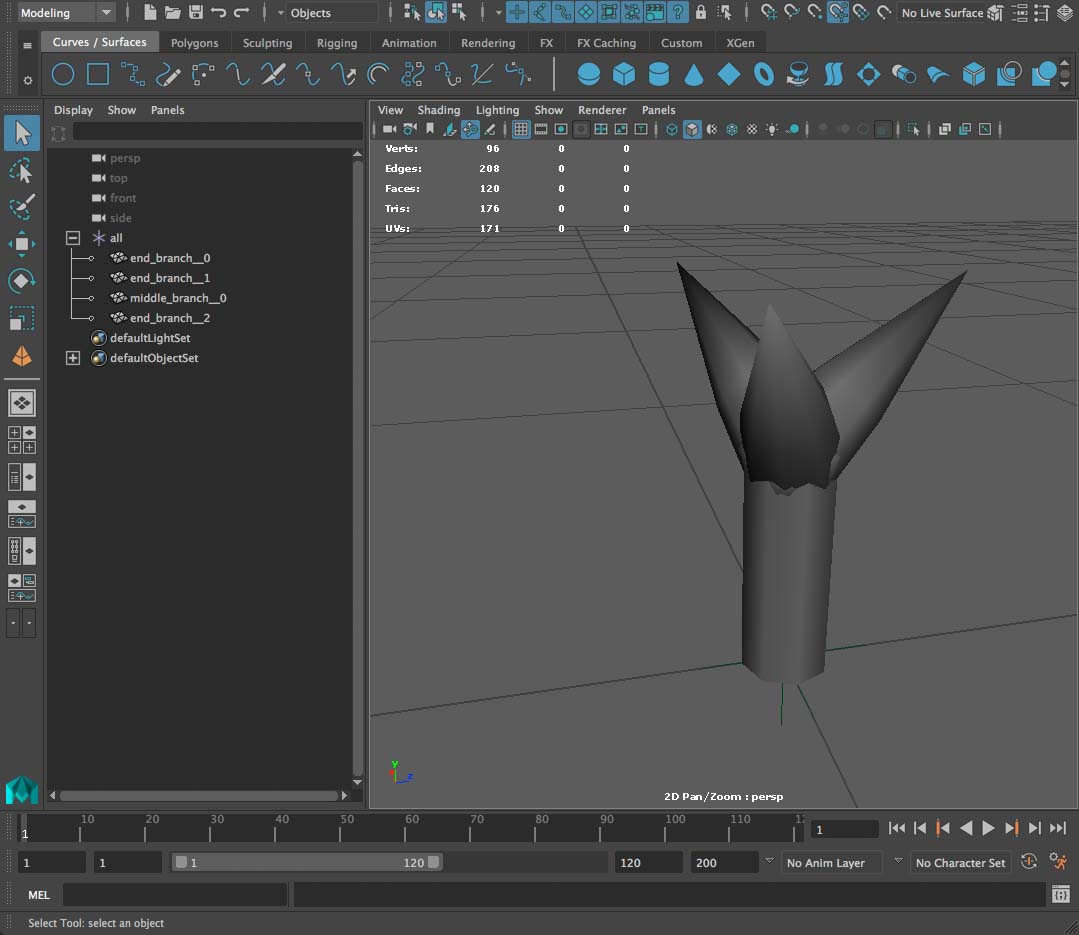 Modeling
Objects
No Live Surface
Curves / Surfaces
Polygons
Sculpting
Rigging
Animation
Rendering
FX
FX Caching
Custom
XGen
Display
Show
Panels
View
Shading
Lighting
Show
Renderer
Panels
persp
top
front
side
all
end_branch__0
end_branch__1
middle_branch__0
end_branch__2
defaultLightSet
defaultObjectSet
Verts: 96 0 0
Edges: 208 0 0
Faces: 120 0 0
Tris: 176 0 0
UVs: 171 0 0
y
z
2D Pan/Zoom : persp
1 10 20 30 40 50 60 70 80 90 100 110
1
1
1
1
120
120
200
No Anim Layer
No Character Set
MEL
Select Tool: select an object